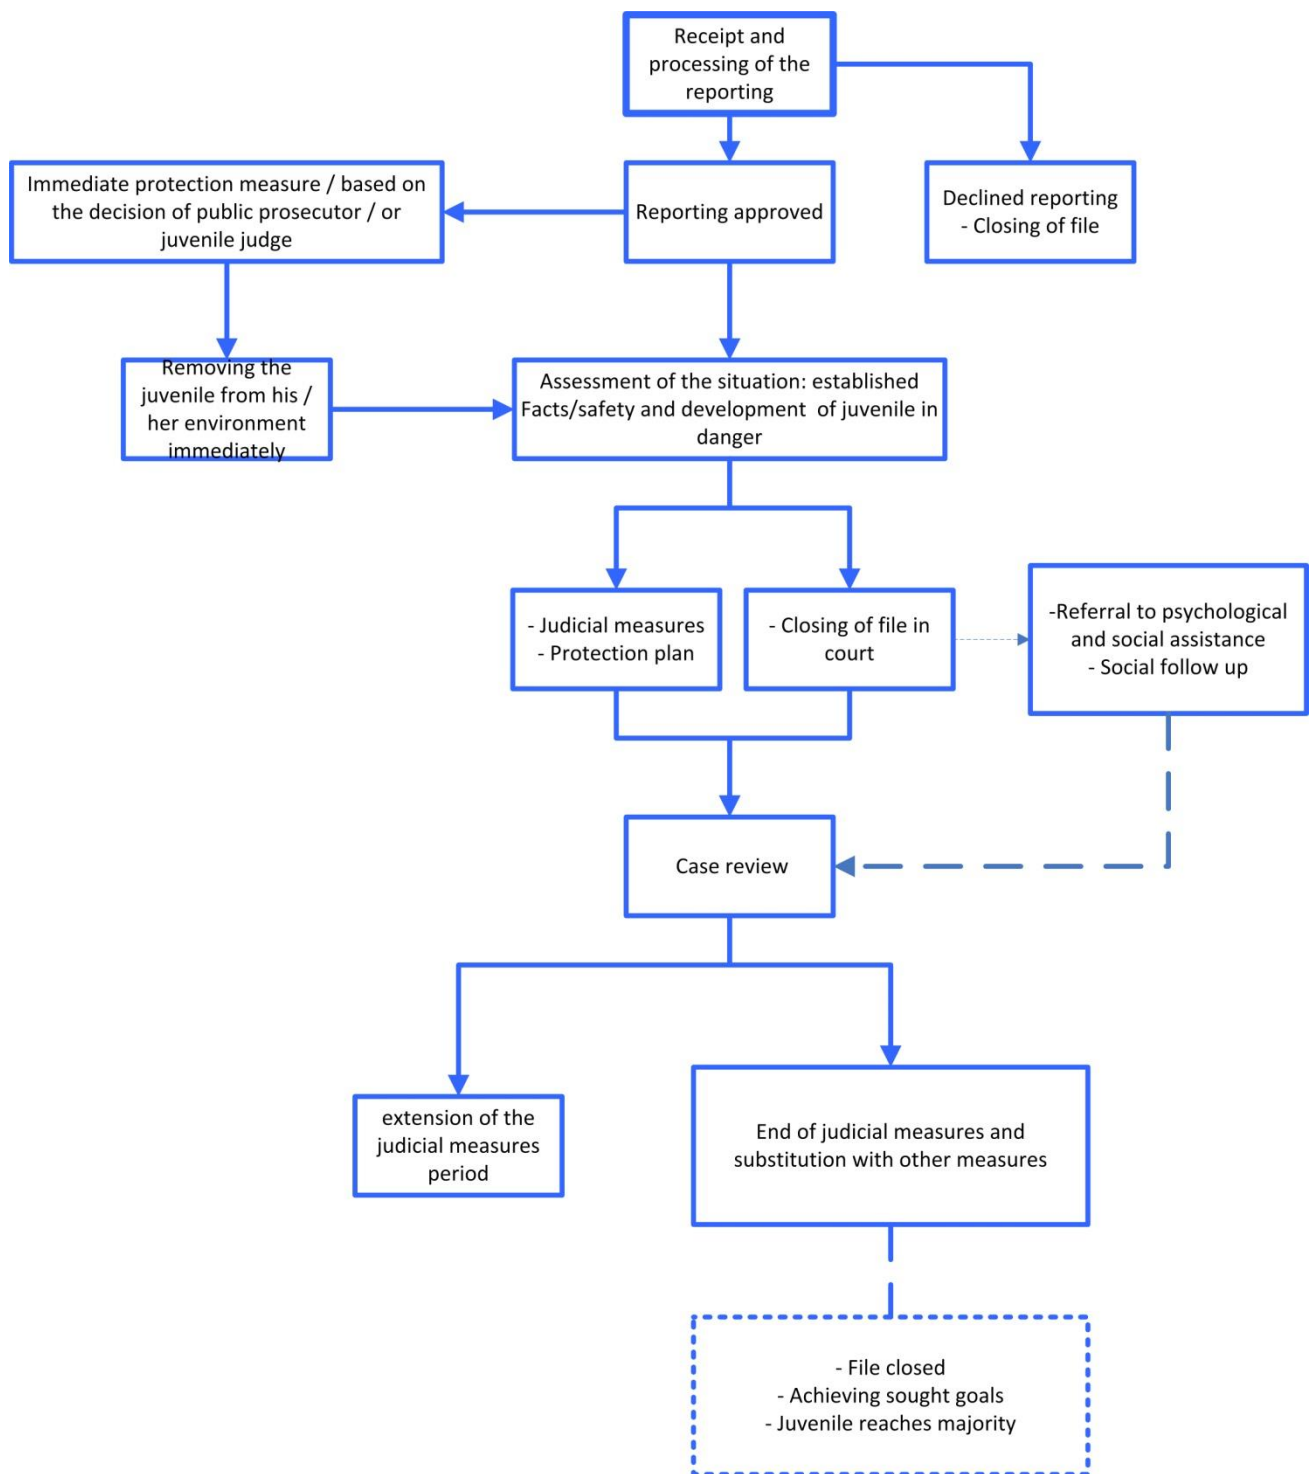 Receipt and
processing of the
reporting
Immediate protection measure / based on
the decision of public prosecutor / or
juvenile judge
Reporting approved
Declined reporting
- Closing of file
Removing the
juvenile from his /
her environment
immediately
Assessment of the situation: established
Facts/safety and development of juvenile in
danger
- Judicial measures
- Protection plan
- Closing of file in
court
-Referral to psychological
and social assistance
- Social follow up
Case review
extension of the
judicial measures
period
End of judicial measures and
substitution with other measures
- File closed
- Achieving sought goals
- Juvenile reaches majority